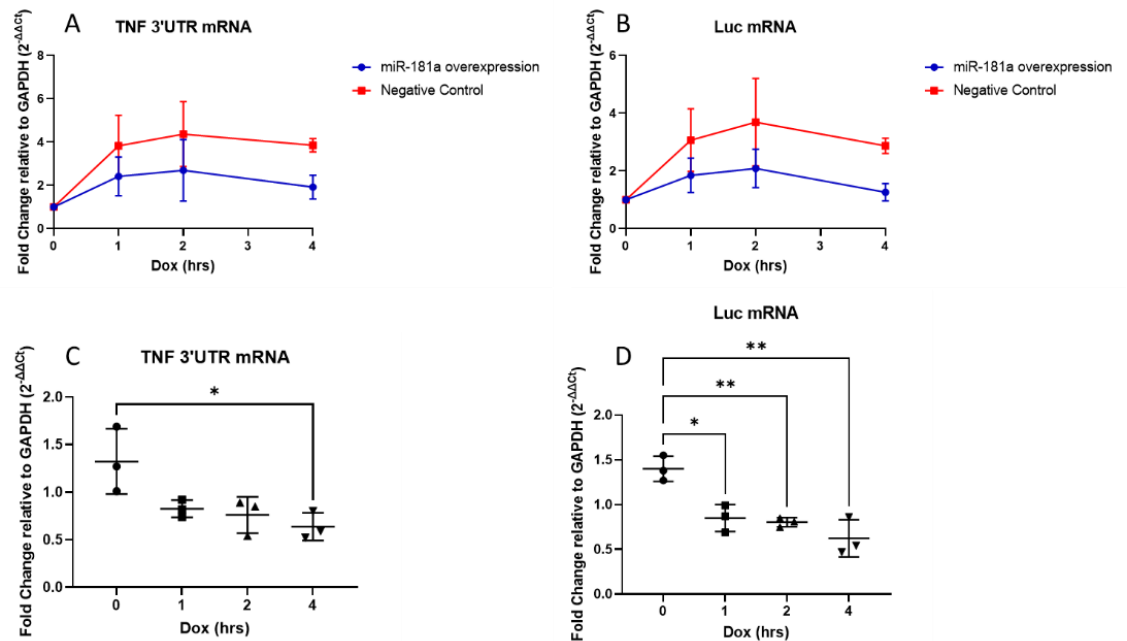 A
TNF 3'UTR mRNA
Fold Change relative to GAPDH (2-ΔΔCt)
8
6
4
2
0
0 1 2 3 4
Dox (hrs)
miR-181a overexpression
Negative Control
B
Luc mRNA
Fold Change relative to GAPDH (2-ΔΔCt)
6
4
2
0
0 1 2 3 4
Dox (hrs)
miR-181a overexpression
Negative Control
C
TNF 3'UTR mRNA
Fold Change relative to GAPDH (2-ΔΔCt)
2.0
1.5
1.0
0.5
0.0
*
0 1 2 4
Dox (hrs)
Luc mRNA
D
Fold Change relative to GAPDH (2-ΔΔCt)
2.0
1.5
1.0
0.5
0.0
**
**
*
0 1 2 4
Dox (hrs)